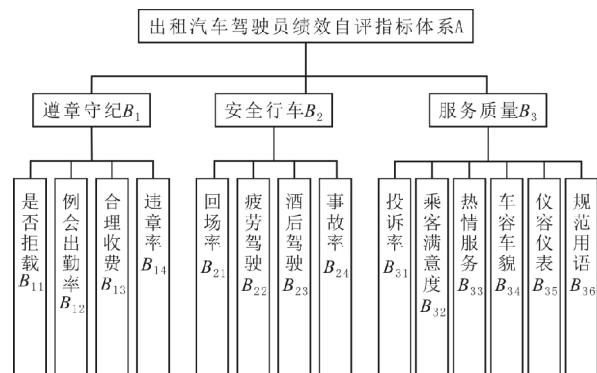 出租汽车驾驶员绩效自评指标体系A
遵章守纪B1
安全行车B2
服务质量B3
是否拒载B11
例会出勤率B12
合理收费B13
违章率B14
回场率B21
疲劳驾驶B22
酒后驾驶B23
事故率B24
投诉率B31
乘客满意度B32
热情服务B33
车容车貌B34
仪容仪表B35
规范用语B36